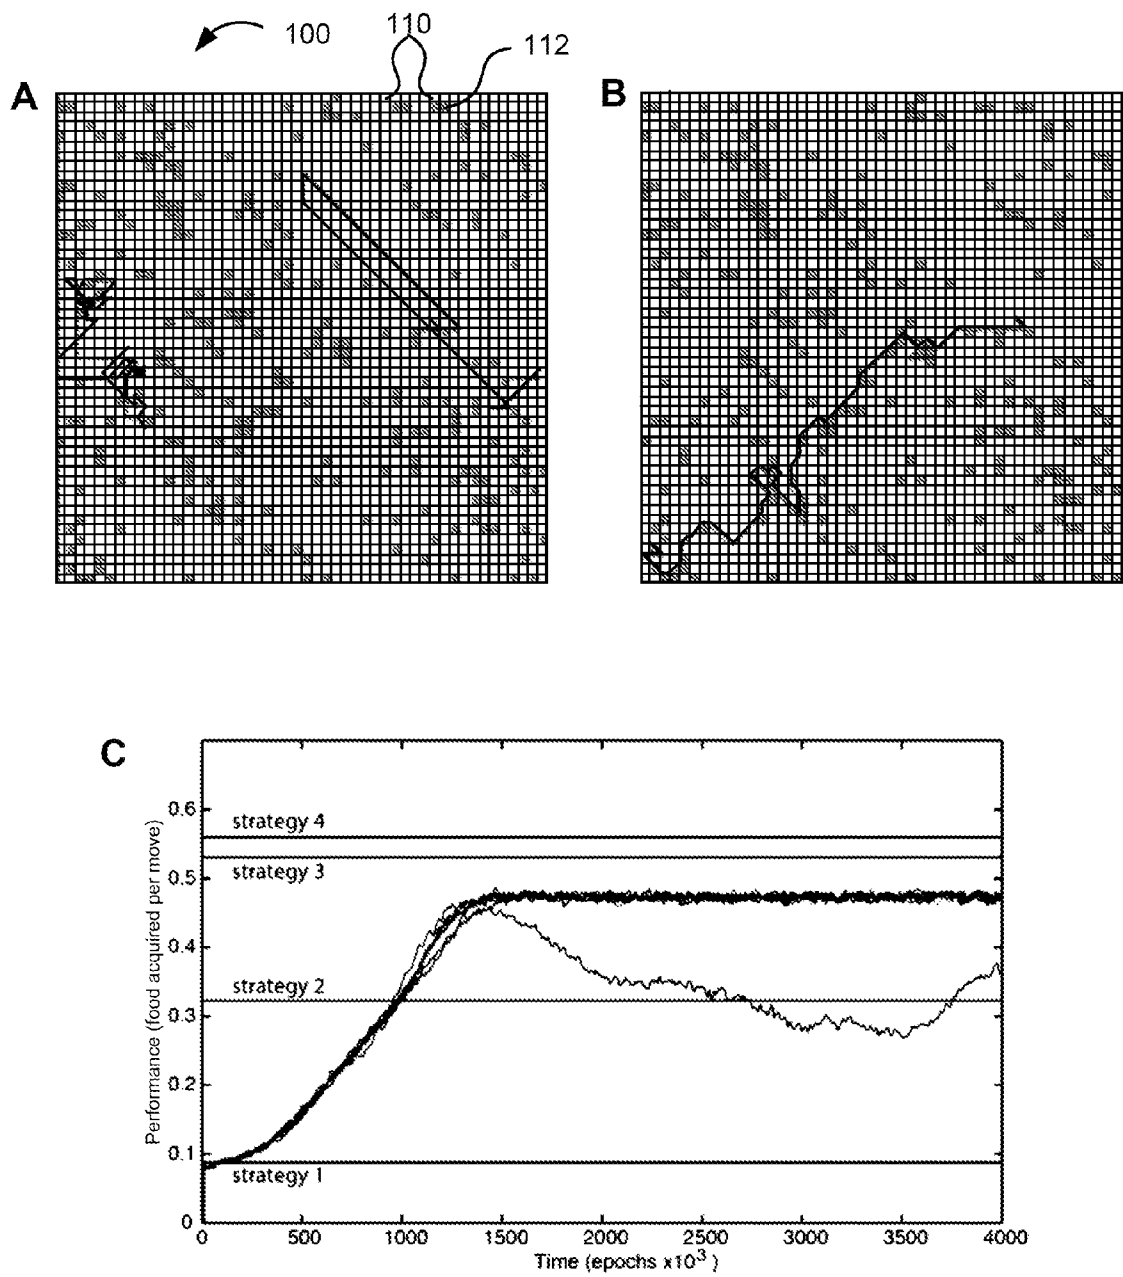 100
110
112
A
B
C
Performance (food acquired per move)
0.6
0.5
0.4
0.3
0.2
0.1
0
strategy 4
strategy 3
strategy 2
strategy 1
0 500 1000 1500 2000 2500 3000 3500 4000
Time (epochs x10³)